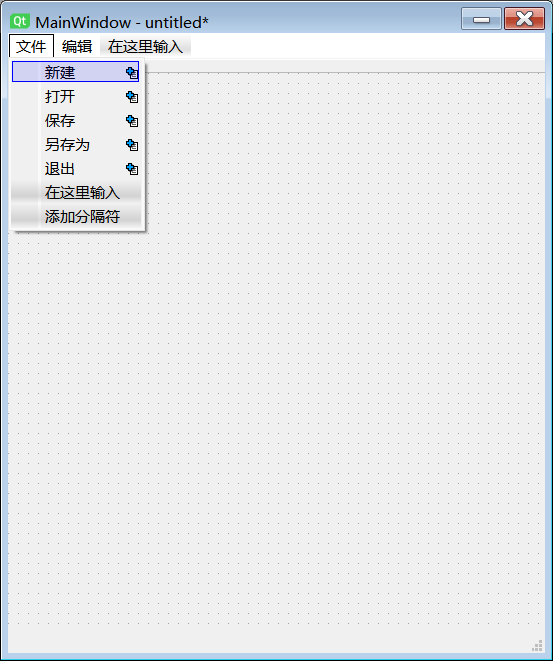 Qt MainWindow - untitled*
文件 编辑 在这里输入
新建
打开
保存
另存为
退出
在这里输入
添加分隔符